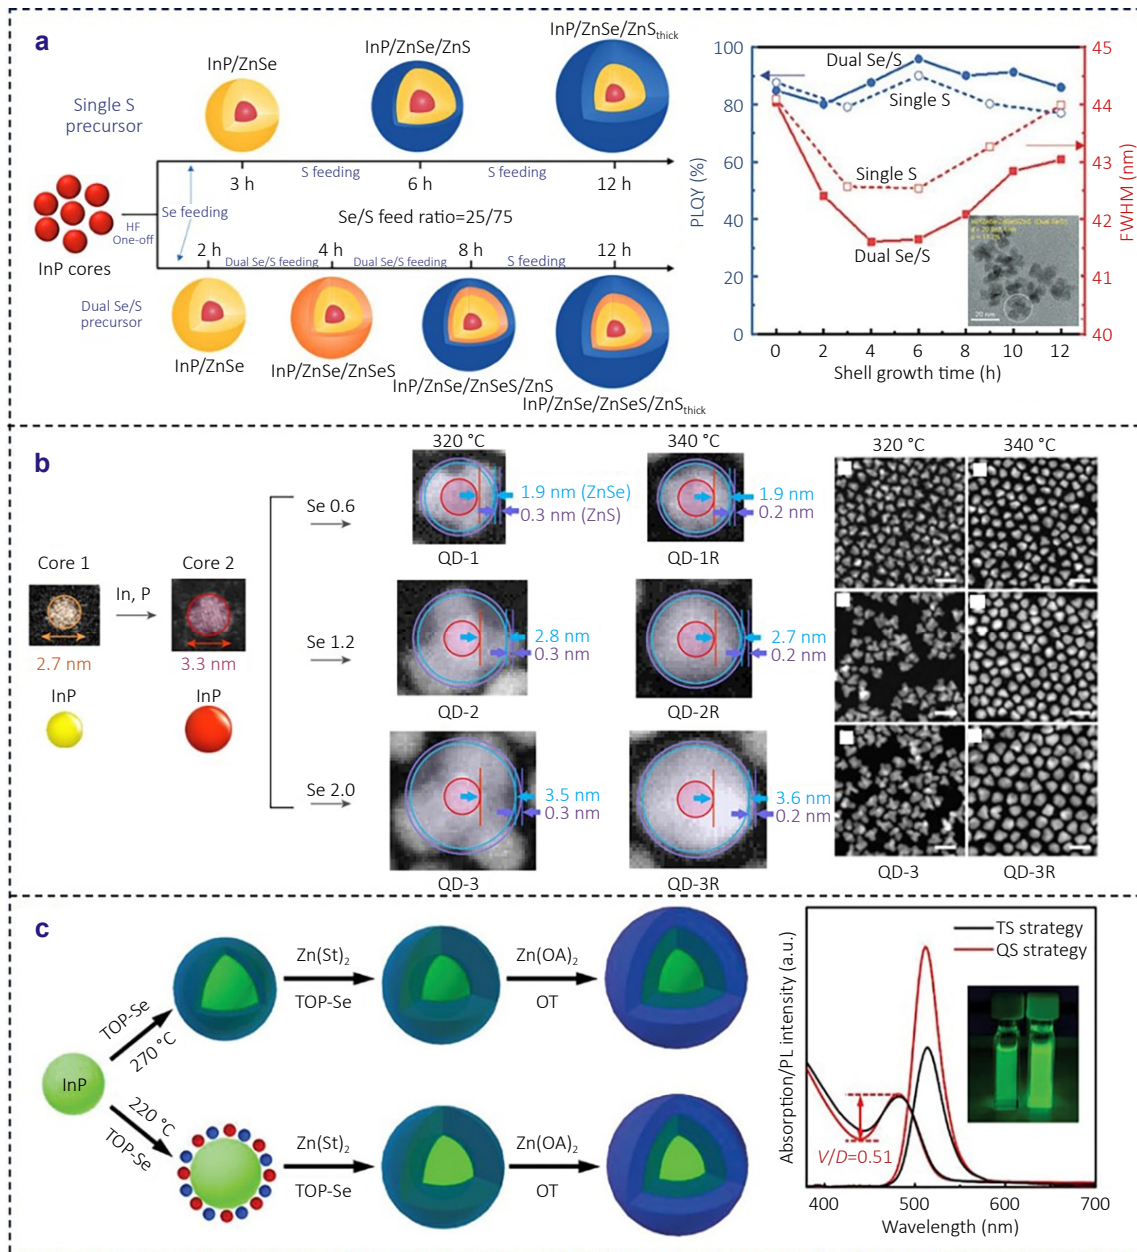 a
InP/ZnSe
InP/ZnSe/ZnS
InP/ZnSe/ZnSthick
Single S
precursor
3 h
S feeding
6 h
S feeding
12 h
InP cores
HF
One-off
Se feeding
Se/S feed ratio=25/75
2 h
Dual Se/S feeding
4 h
Dual Se/S feeding
8 h
S feeding
12 h
Dual Se/S
precursor
InP/ZnSe
InP/ZnSe/ZnSeS
InP/ZnSe/ZnSeS/ZnS
InP/ZnSe/ZnSeS/ZnSthick
PLQY (%)
100
80
60
40
20
0
Dual Se/S
Single S
Single S
Dual Se/S
20 nm
45
44
43
42
41
40
FWHM (nm)
0 2 4 6 8 10 12
Shell growth time (h)
b
320 °C
340 °C
320 °C
340 °C
Core 1
Core 2
In, P
2.7 nm
3.3 nm
InP
InP
Se 0.6
1.9 nm (ZnSe)
0.3 nm (ZnS)
1.9 nm
0.2 nm
QD-1
QD-1R
Se 1.2
2.8 nm
0.3 nm
2.7 nm
0.2 nm
QD-2
QD-2R
Se 2.0
3.5 nm
0.3 nm
3.6 nm
0.2 nm
QD-3
QD-3R
QD-3
QD-3R
c
InP
TOP-Se
270 °C
Zn(St)2
TOP-Se
Zn(OA)2
OT
220 °C
TOP-Se
Zn(St)2
TOP-Se
Zn(OA)2
OT
Absorption/PL intensity (a.u.)
TS strategy
QS strategy
V/D=0.51
400 500 600 700
Wavelength (nm)